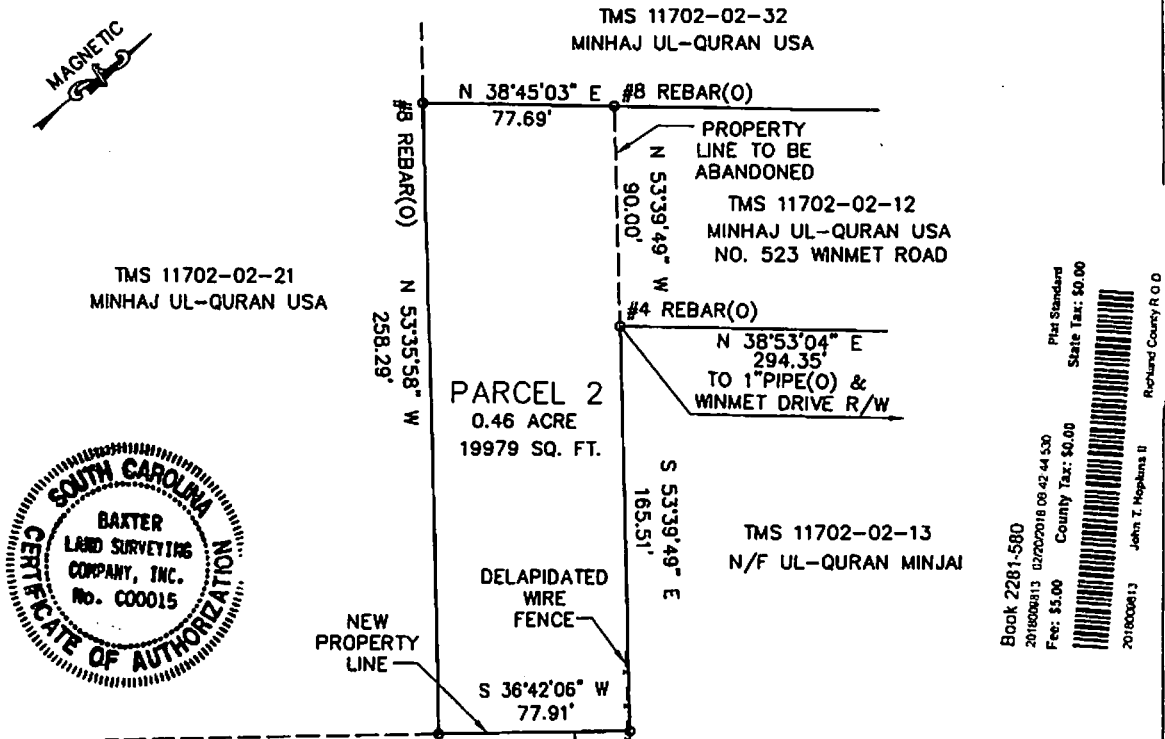 MAGNETIC
TMS 11702-02-32
MINHAJ UL-QURAN USA
N 38°45'03" E
77.69'
#8 REBAR(O)
#8 REBAR(O)
PROPERTY
LINE TO BE
ABANDONED
N 53°39'49" W
90.00'
TMS 11702-02-12
MINHAJ UL-QURAN USA
NO. 523 WINMET ROAD
TMS 11702-02-21
MINHAJ UL-QURAN USA
N 53°35'58" W
258.29'
#4 REBAR(O)
N 38°53'04" E
294.35'
TO 1"PIPE(O) &
WINMET DRIVE R/W
PARCEL 2
0.46 ACRE
19979 SQ. FT.
S 53°39'49" E
165.51'
TMS 11702-02-13
N/F UL-QURAN MINJAI
DELAPIDATED
WIRE
FENCE
NEW
PROPERTY
LINE
S 36°42'06" W
77.91'
SOUTH CAROLINA
BAXTER
LAND SURVEYING
COMPANY, INC.
No. C00015
CERTIFICATE OF AUTHORIZATION
Book 2281-580
2018009813 02/20/2018 08:42:44:530 Plat Standard
Fee: $5.00 County Tax: $0.00 State Tax: $0.00
2018009813 John T. Hopkins II Richland County R.O.D